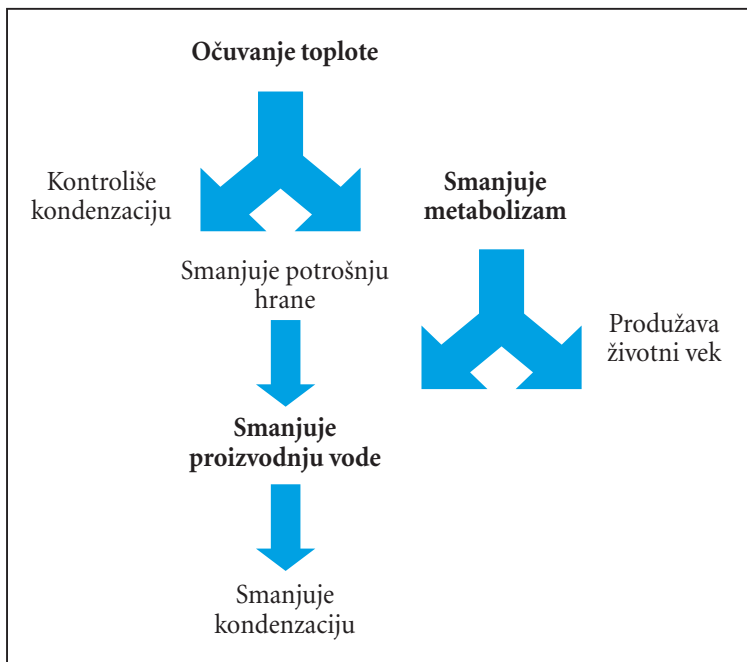 Očuvanje toplote
Kontroliše
kondenzaciju
Smanjuje
metabolizam
Smanjuje potrošnju
hrane
Produžava
životni vek
Smanjuje
proizvodnju vode
Smanjuje
kondenzaciju